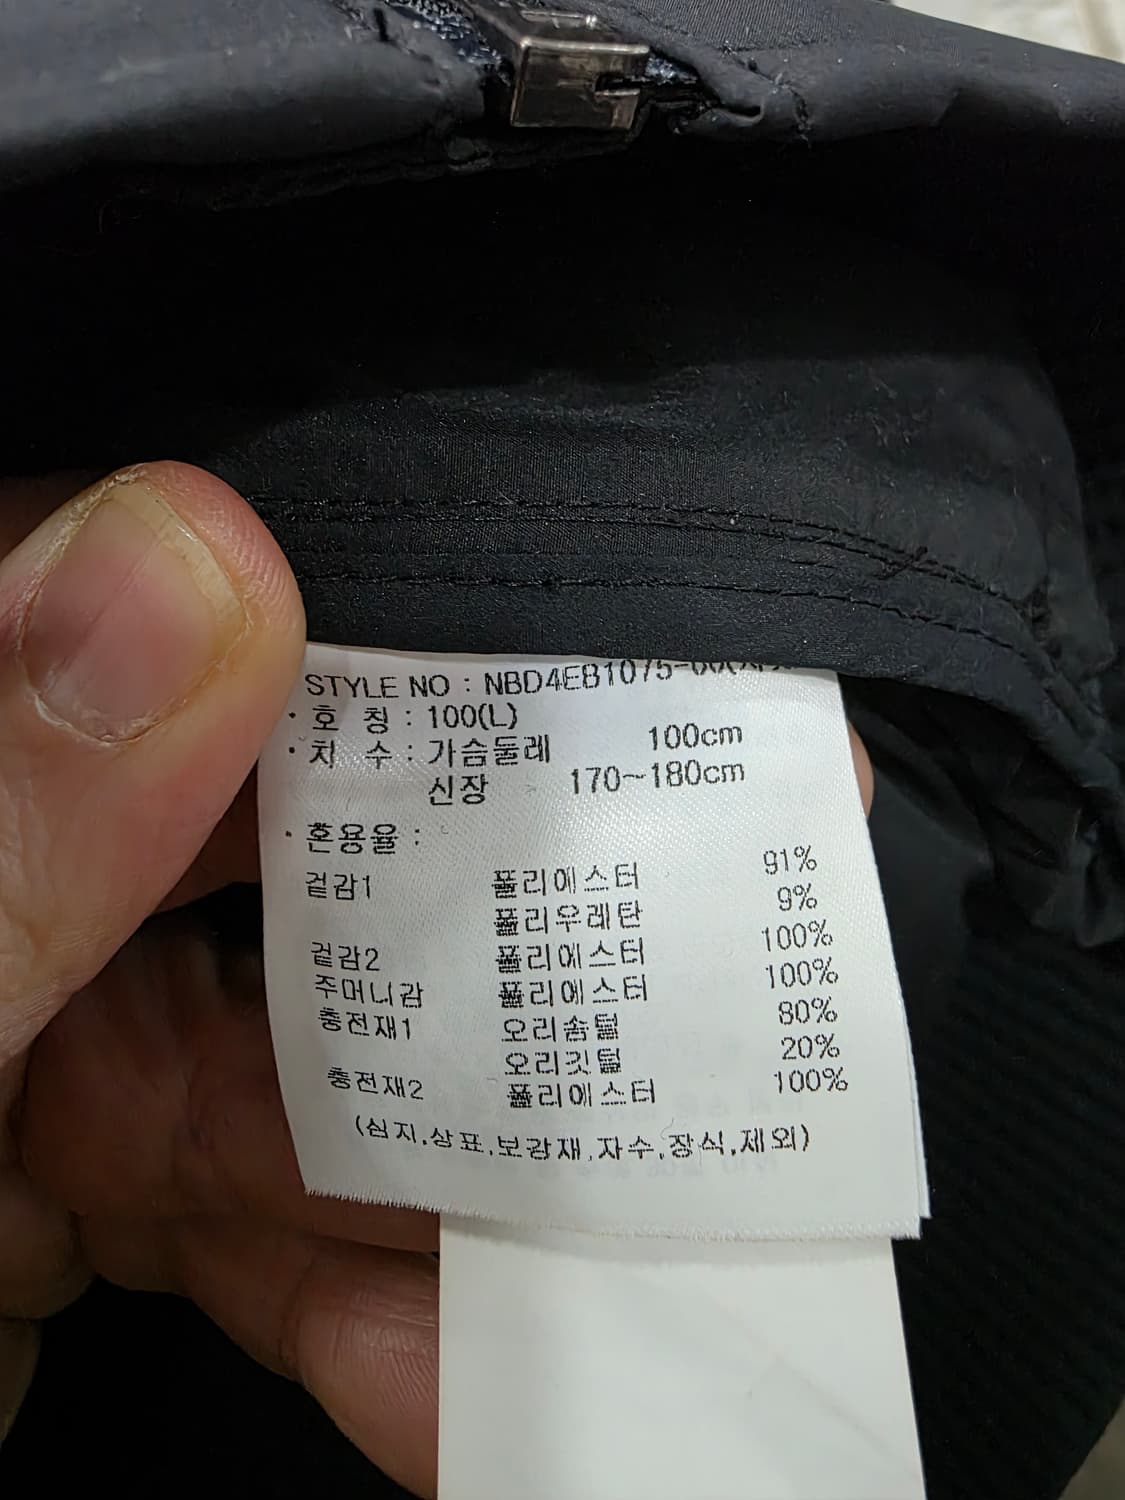 STYLE NO : NBD4EB1075-
· 호 칭 : 100(L)
· 치 수 : 가슴둘레 100cm
신장 170~180cm
· 혼용율 :
겉감1 폴리에스터 91%
폴리우레탄 9%
겉감2 폴리에스터 100%
주머니감 폴리에스터 100%
충전재1 오리솜털 80%
오리깃털 20%
충전재2 폴리에스터 100%
(심지,상표,보강재,자수,장식,제외)